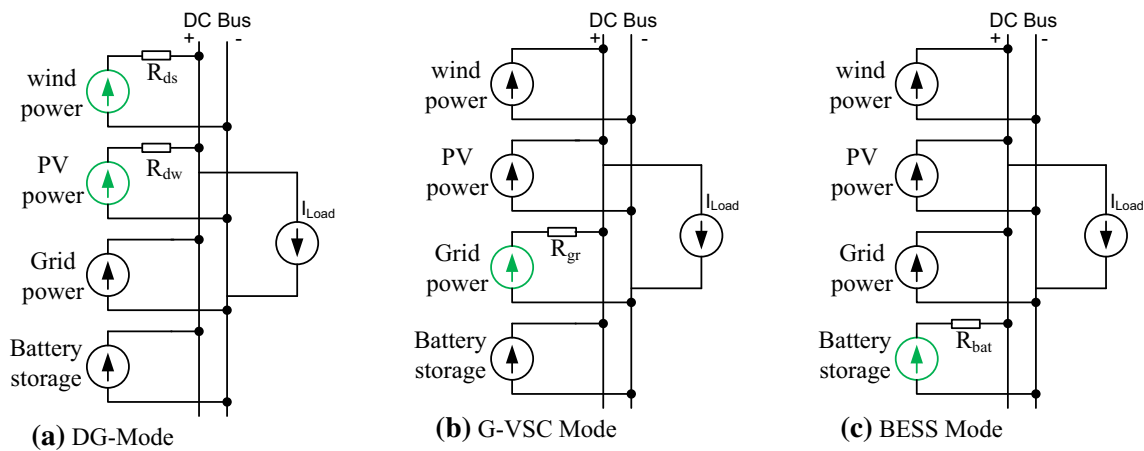 DC Bus
+ -
wind
power
R_ds
PV
power
R_dw
I_Load
Grid
power
Battery
storage
(a) DG-Mode
DC Bus
+ -
wind
power
PV
power
I_Load
Grid
power
R_gr
Battery
storage
(b) G-VSC Mode
DC Bus
+ -
wind
power
PV
power
I_Load
Grid
power
Battery
storage
R_bat
(c) BESS Mode